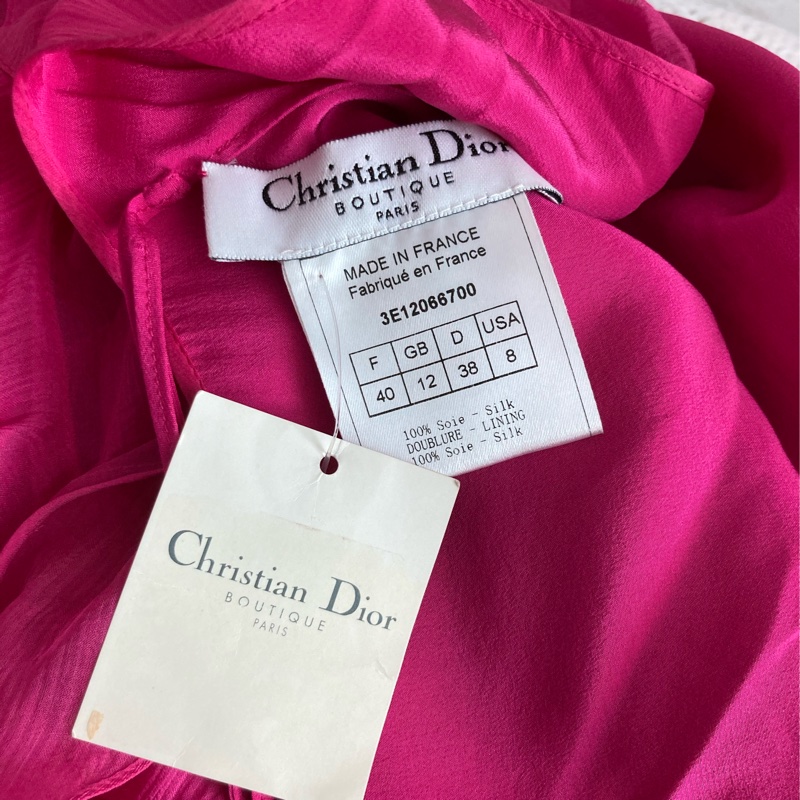 Christian Dior
BOUTIQUE
PARIS
MADE IN FRANCE
Fabriqué en France
3E12066700
F GB D USA
40 12 38 8
100% Soie - Silk
DOUBLURE - LINING
100% Soie - Silk
Christian Dior
BOUTIQUE
PARIS